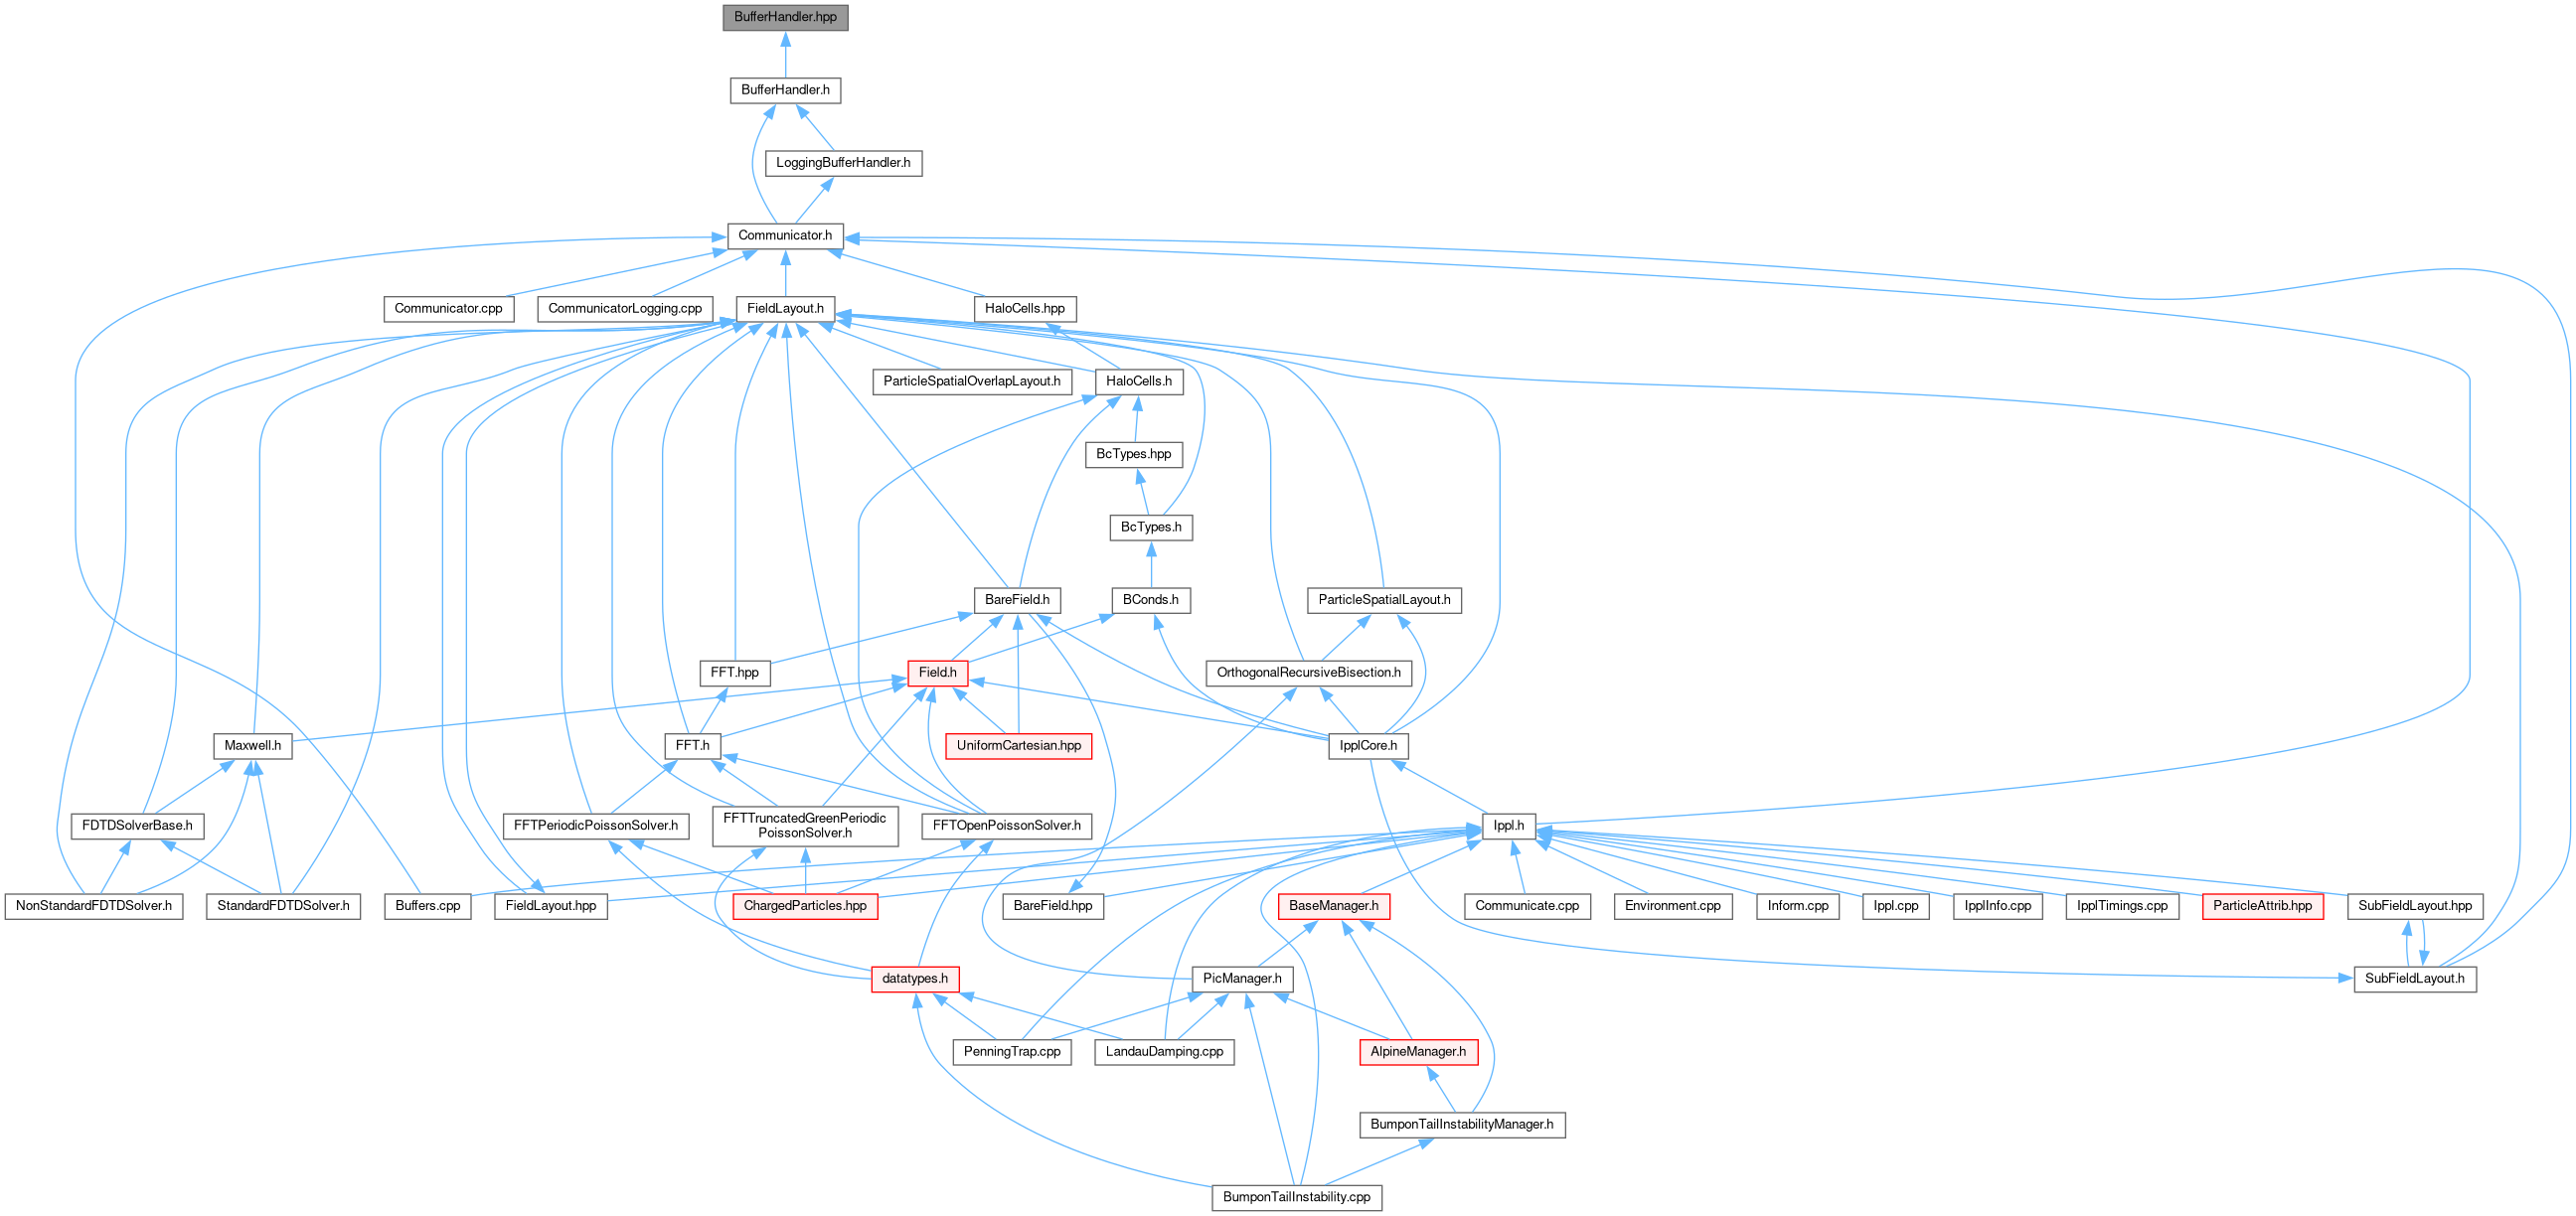 BufferHandler.hpp
BufferHandler.h
LoggingBufferHandler.h
Communicator.h
Communicator.cpp
CommunicatorLogging.cpp
FieldLayout.h
HaloCells.hpp
ParticleSpatialOverlapLayout.h
HaloCells.h
BcTypes.hpp
BcTypes.h
BareField.h
BConds.h
ParticleSpatialLayout.h
FFT.hpp
Field.h
OrthogonalRecursiveBisection.h
Maxwell.h
FFT.h
UniformCartesian.hpp
IpplCore.h
FDTDSolverBase.h
FFTPeriodicPoissonSolver.h
FFTTruncatedGreenPeriodic
PoissonSolver.h
FFTOpenPoissonSolver.h
Ippl.h
NonStandardFDTDSolver.h
StandardFDTDSolver.h
Buffers.cpp
FieldLayout.hpp
ChargedParticles.hpp
BareField.hpp
BaseManager.h
Communicate.cpp
Environment.cpp
Inform.cpp
Ippl.cpp
IpplInfo.cpp
IpplTimings.cpp
ParticleAttrib.hpp
SubFieldLayout.hpp
datatypes.h
PicManager.h
SubFieldLayout.h
PenningTrap.cpp
LandauDamping.cpp
AlpineManager.h
BumponTailInstabilityManager.h
BumponTailInstability.cpp